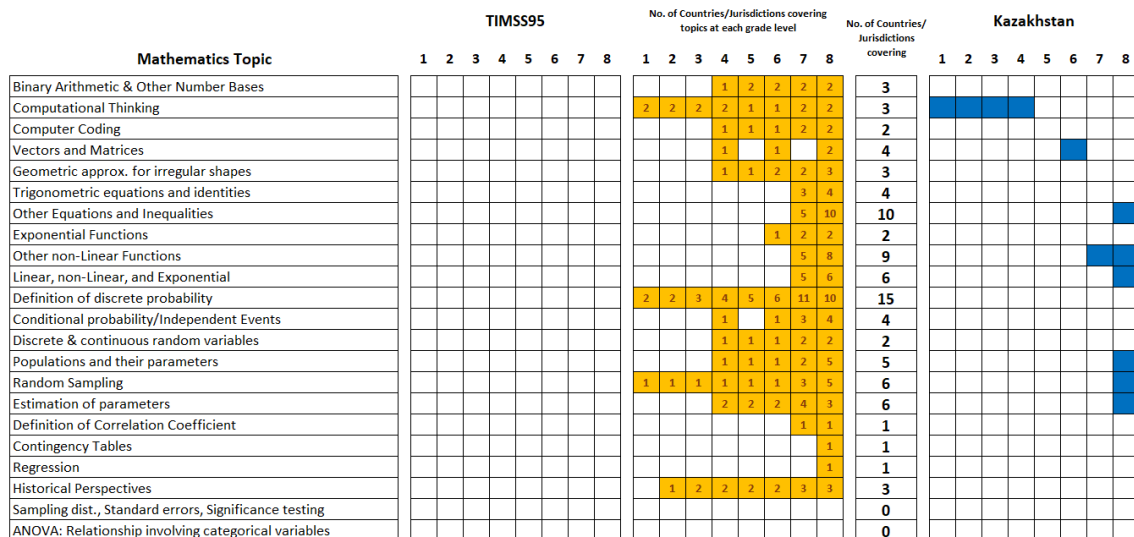 TIMSS95 No. of Countries/Jurisdictions covering No. of Countries/ Kazakhstan
topics at each grade level Jurisdictions
covering
Mathematics Topic 1 2 3 4 5 6 7 8 1 2 3 4 5 6 7 8 1 2 3 4 5 6 7 8
Binary Arithmetic & Other Number Bases 1 2 2 2 2 3
Computational Thinking 2 2 2 2 1 1 2 2 3
Computer Coding 1 1 1 2 2 2
Vectors and Matrices 1 1 2 4
Geometric approx. for irregular shapes 1 1 2 2 3 3
Trigonometric equations and identities 3 4 4
Other Equations and Inequalities 5 10 10
Exponential Functions 1 2 2 2
Other non-Linear Functions 5 8 9
Linear, non-Linear, and Exponential 5 6 6
Definition of discrete probability 2 2 3 4 5 6 11 10 15
Conditional probability/Independent Events 1 1 3 4 4
Discrete & continuous random variables 1 1 1 2 2 2
Populations and their parameters 1 1 1 2 5 5
Random Sampling 1 1 1 1 1 1 3 5 6
Estimation of parameters 2 2 2 4 3 6
Definition of Correlation Coefficient 1 1 1
Contingency Tables 1 1
Regression 1 1
Historical Perspectives 1 2 2 2 2 3 3 3
Sampling dist., Standard errors, Significance testing 0
ANOVA: Relationship involving categorical variables 0